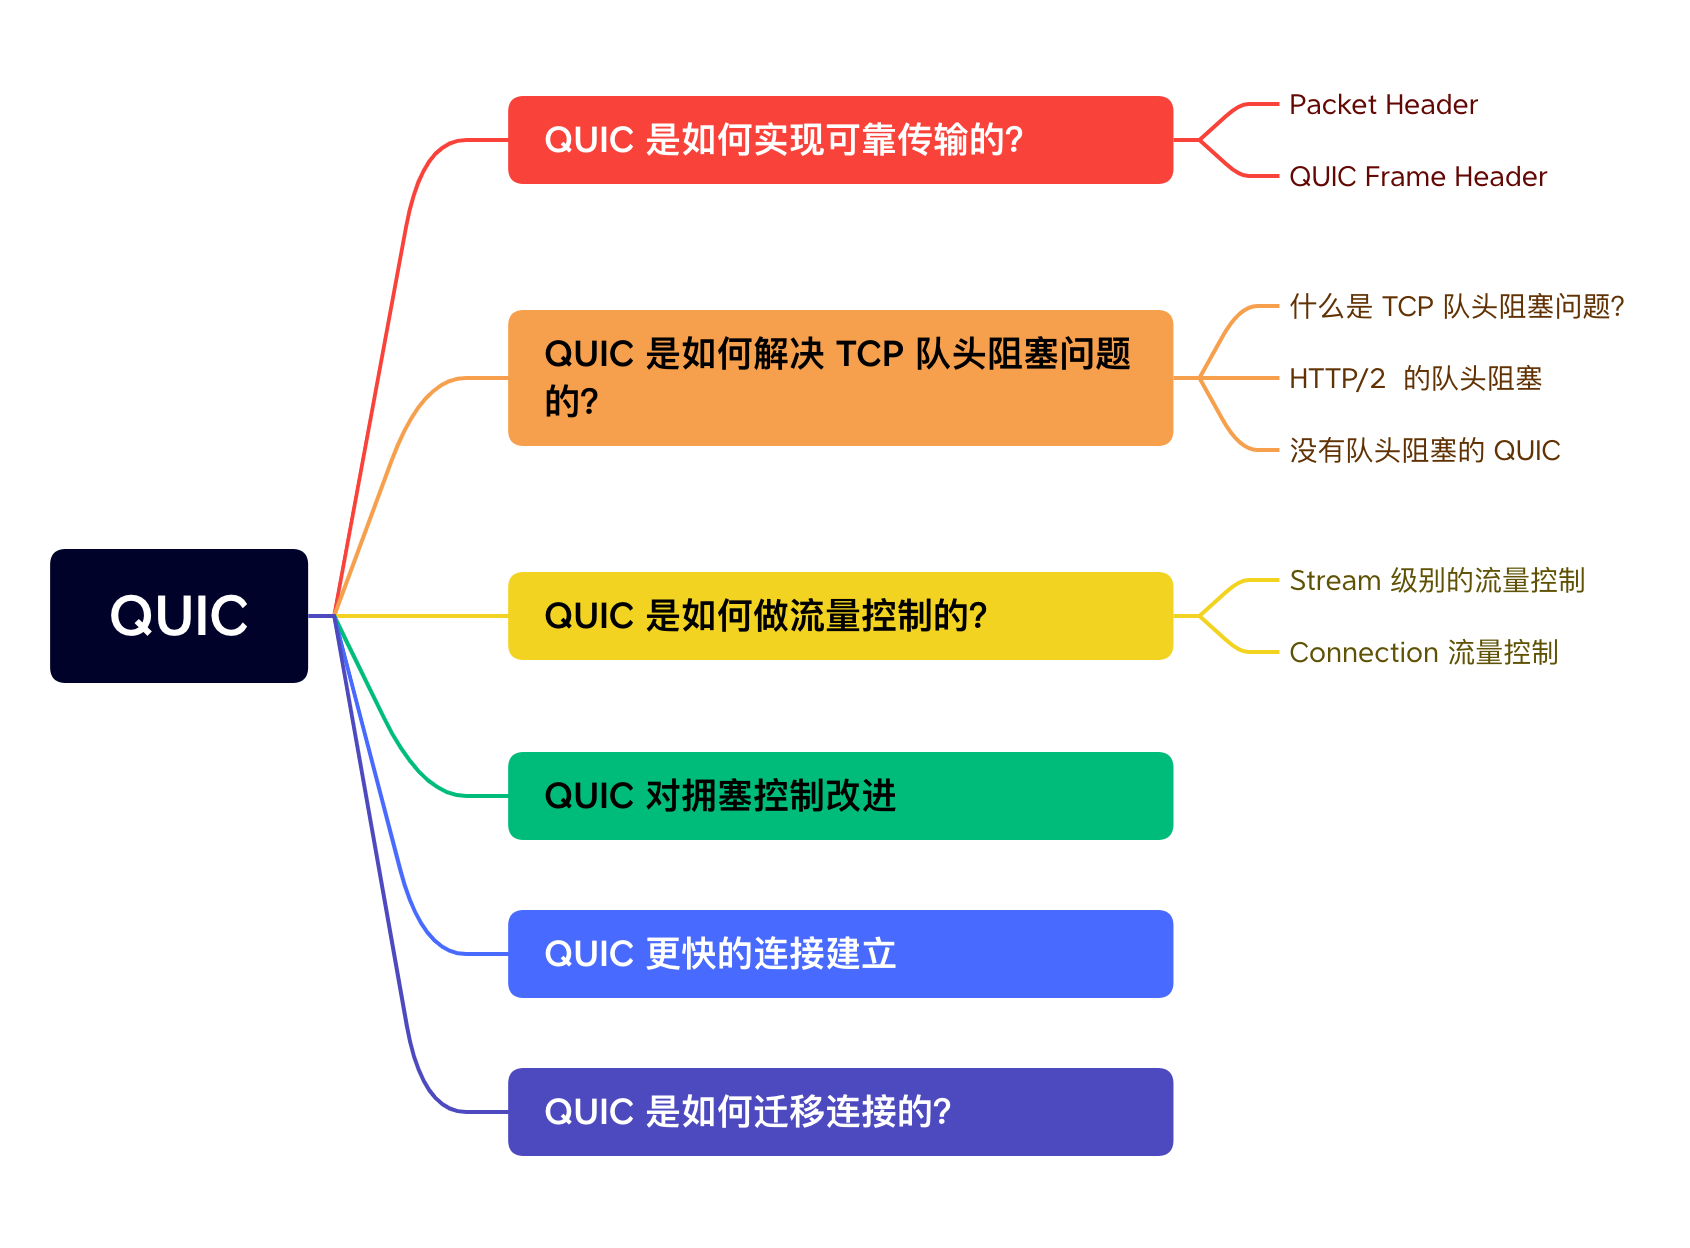 QUIC
QUIC 是如何实现可靠传输的?
Packet Header
QUIC Frame Header
QUIC 是如何解决 TCP 队头阻塞问题
的?
什么是 TCP 队头阻塞问题?
HTTP/2  的队头阻塞
没有队头阻塞的 QUIC
QUIC 是如何做流量控制的?
Stream 级别的流量控制
Connection 流量控制
QUIC 对拥塞控制改进
QUIC 更快的连接建立
QUIC 是如何迁移连接的?